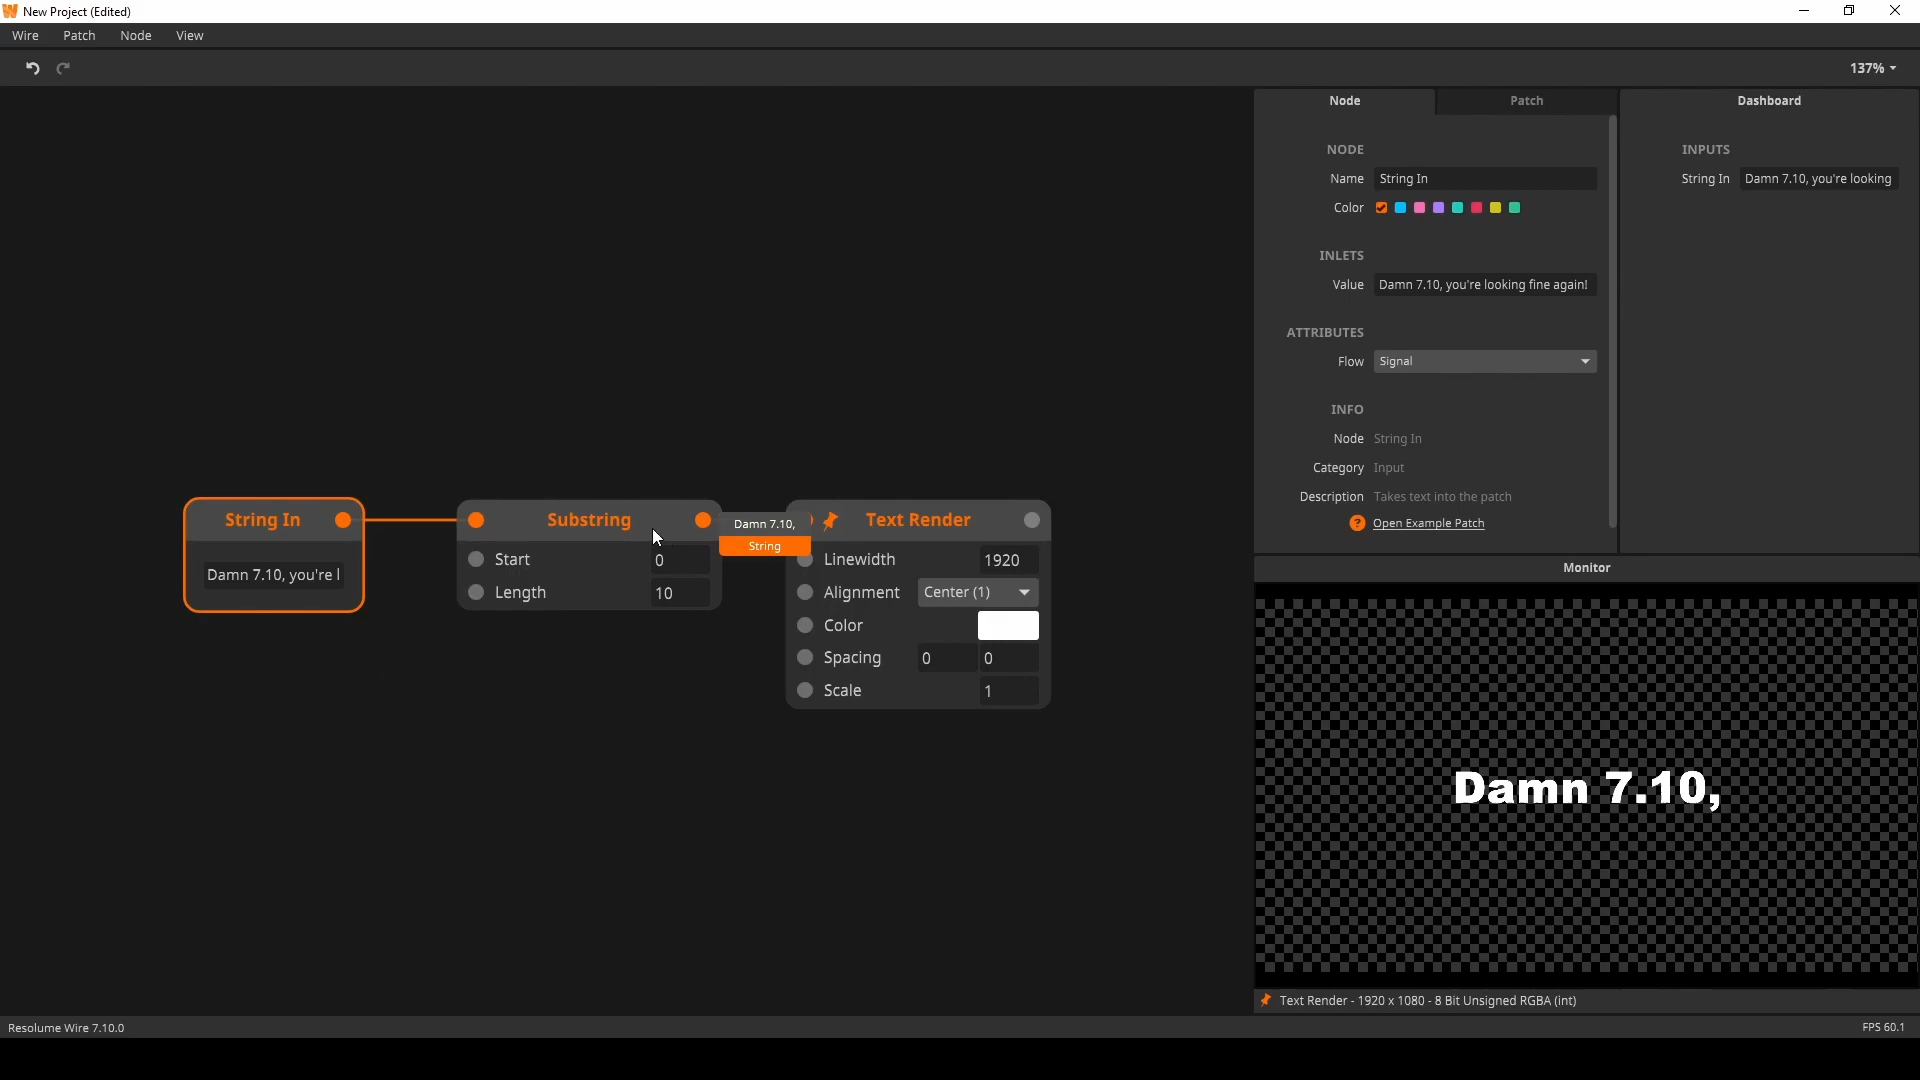 New Project (Edited)
Wire Patch Node View
137%
Node Patch Dashboard
NODE
Name String In
Color
INLETS
Value Damn 7.10, you're looking fine again!
ATTRIBUTES
Flow Signal
INFO
Node String In
Category Input
Description Takes text into the patch
? Open Example Patch
INPUTS
String In Damn 7.10, you're looking
String In
Damn 7.10, you're l
Substring
Start 0
Length 10
Damn 7.10,
String
Text Render
Linewidth 1920
Alignment Center (1)
Color
Spacing 0 0
Scale 1
Monitor
Damn 7.10,
Text Render - 1920 x 1080 - 8 Bit Unsigned RGBA (int)
Resolume Wire 7.10.0
FPS 60.1